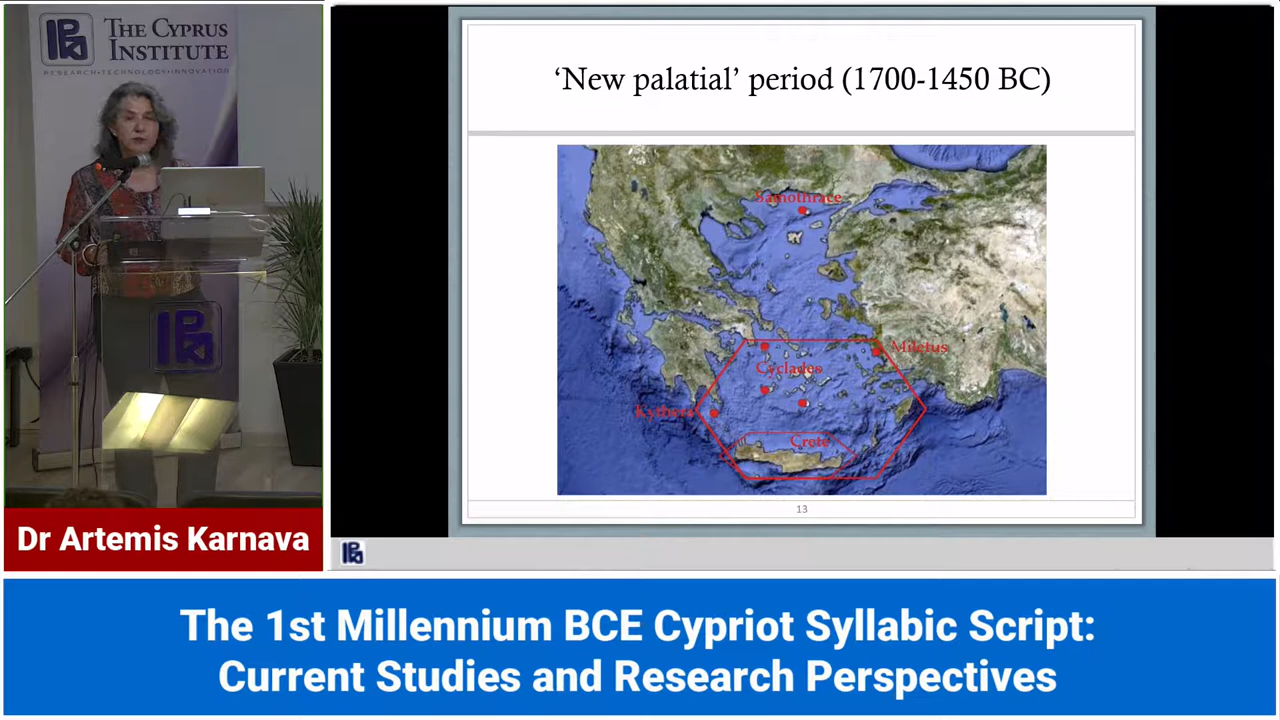 THE CYPRUS
INSTITUTE
RESEARCH•TECHNOLOGY•INNOVATION
'New palatial' period (1700-1450 BC)
Samothrace
Miletus
Cyclades
Kythera
Crete
13
Dr Artemis Karnava
The 1st Millennium BCE Cypriot Syllabic Script:
Current Studies and Research Perspectives